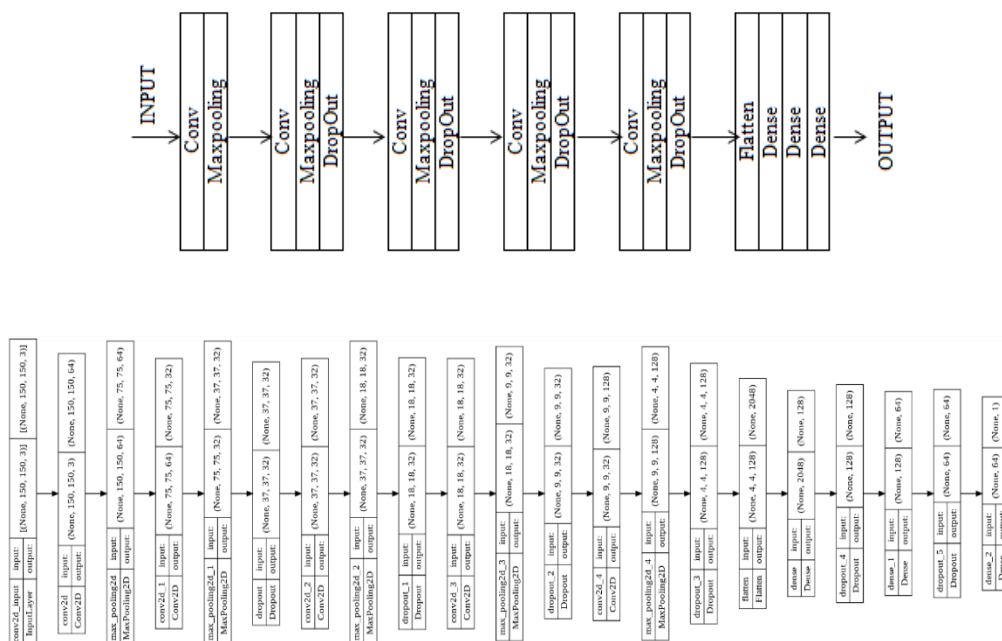 INPUT
Conv
Maxpooling
Conv
Maxpooling
DropOut
Conv
Maxpooling
DropOut
Conv
Maxpooling
DropOut
Conv
Maxpooling
DropOut
Flatten
Dense
Dense
Dense
OUTPUT
conv2d_input input: [(None, 150, 150, 3)]
InputLayer output: [(None, 150, 150, 3)]
conv2d input: (None, 150, 150, 3)
Conv2D output: (None, 150, 150, 64)
max_pooling2d input: (None, 150, 150, 64)
MaxPooling2D output: (None, 75, 75, 64)
conv2d_1 input: (None, 75, 75, 64)
Conv2D output: (None, 75, 75, 32)
max_pooling2d_1 input: (None, 75, 75, 32)
MaxPooling2D output: (None, 37, 37, 32)
dropout input: (None, 37, 37, 32)
Dropout output: (None, 37, 37, 32)
conv2d_2 input: (None, 37, 37, 32)
Conv2D output: (None, 37, 37, 32)
max_pooling2d_2 input: (None, 37, 37, 32)
MaxPooling2D output: (None, 18, 18, 32)
dropout_1 input: (None, 18, 18, 32)
Dropout output: (None, 18, 18, 32)
conv2d_3 input: (None, 18, 18, 32)
Conv2D output: (None, 18, 18, 32)
max_pooling2d_3 input: (None, 18, 18, 32)
MaxPooling2D output: (None, 9, 9, 32)
dropout_2 input: (None, 9, 9, 32)
Dropout output: (None, 9, 9, 32)
conv2d_4 input: (None, 9, 9, 32)
Conv2D output: (None, 9, 9, 128)
max_pooling2d_4 input: (None, 9, 9, 128)
MaxPooling2D output: (None, 4, 4, 128)
dropout_3 input: (None, 4, 4, 128)
Dropout output: (None, 4, 4, 128)
flatten input: (None, 4, 4, 128)
Flatten output: (None, 2048)
dense input: (None, 2048)
Dense output: (None, 128)
dropout_4 input: (None, 128)
Dropout output: (None, 128)
dense_1 input: (None, 128)
Dense output: (None, 64)
dropout_5 input: (None, 64)
Dropout output: (None, 64)
dense_2 input: (None, 64)
(None, 1)